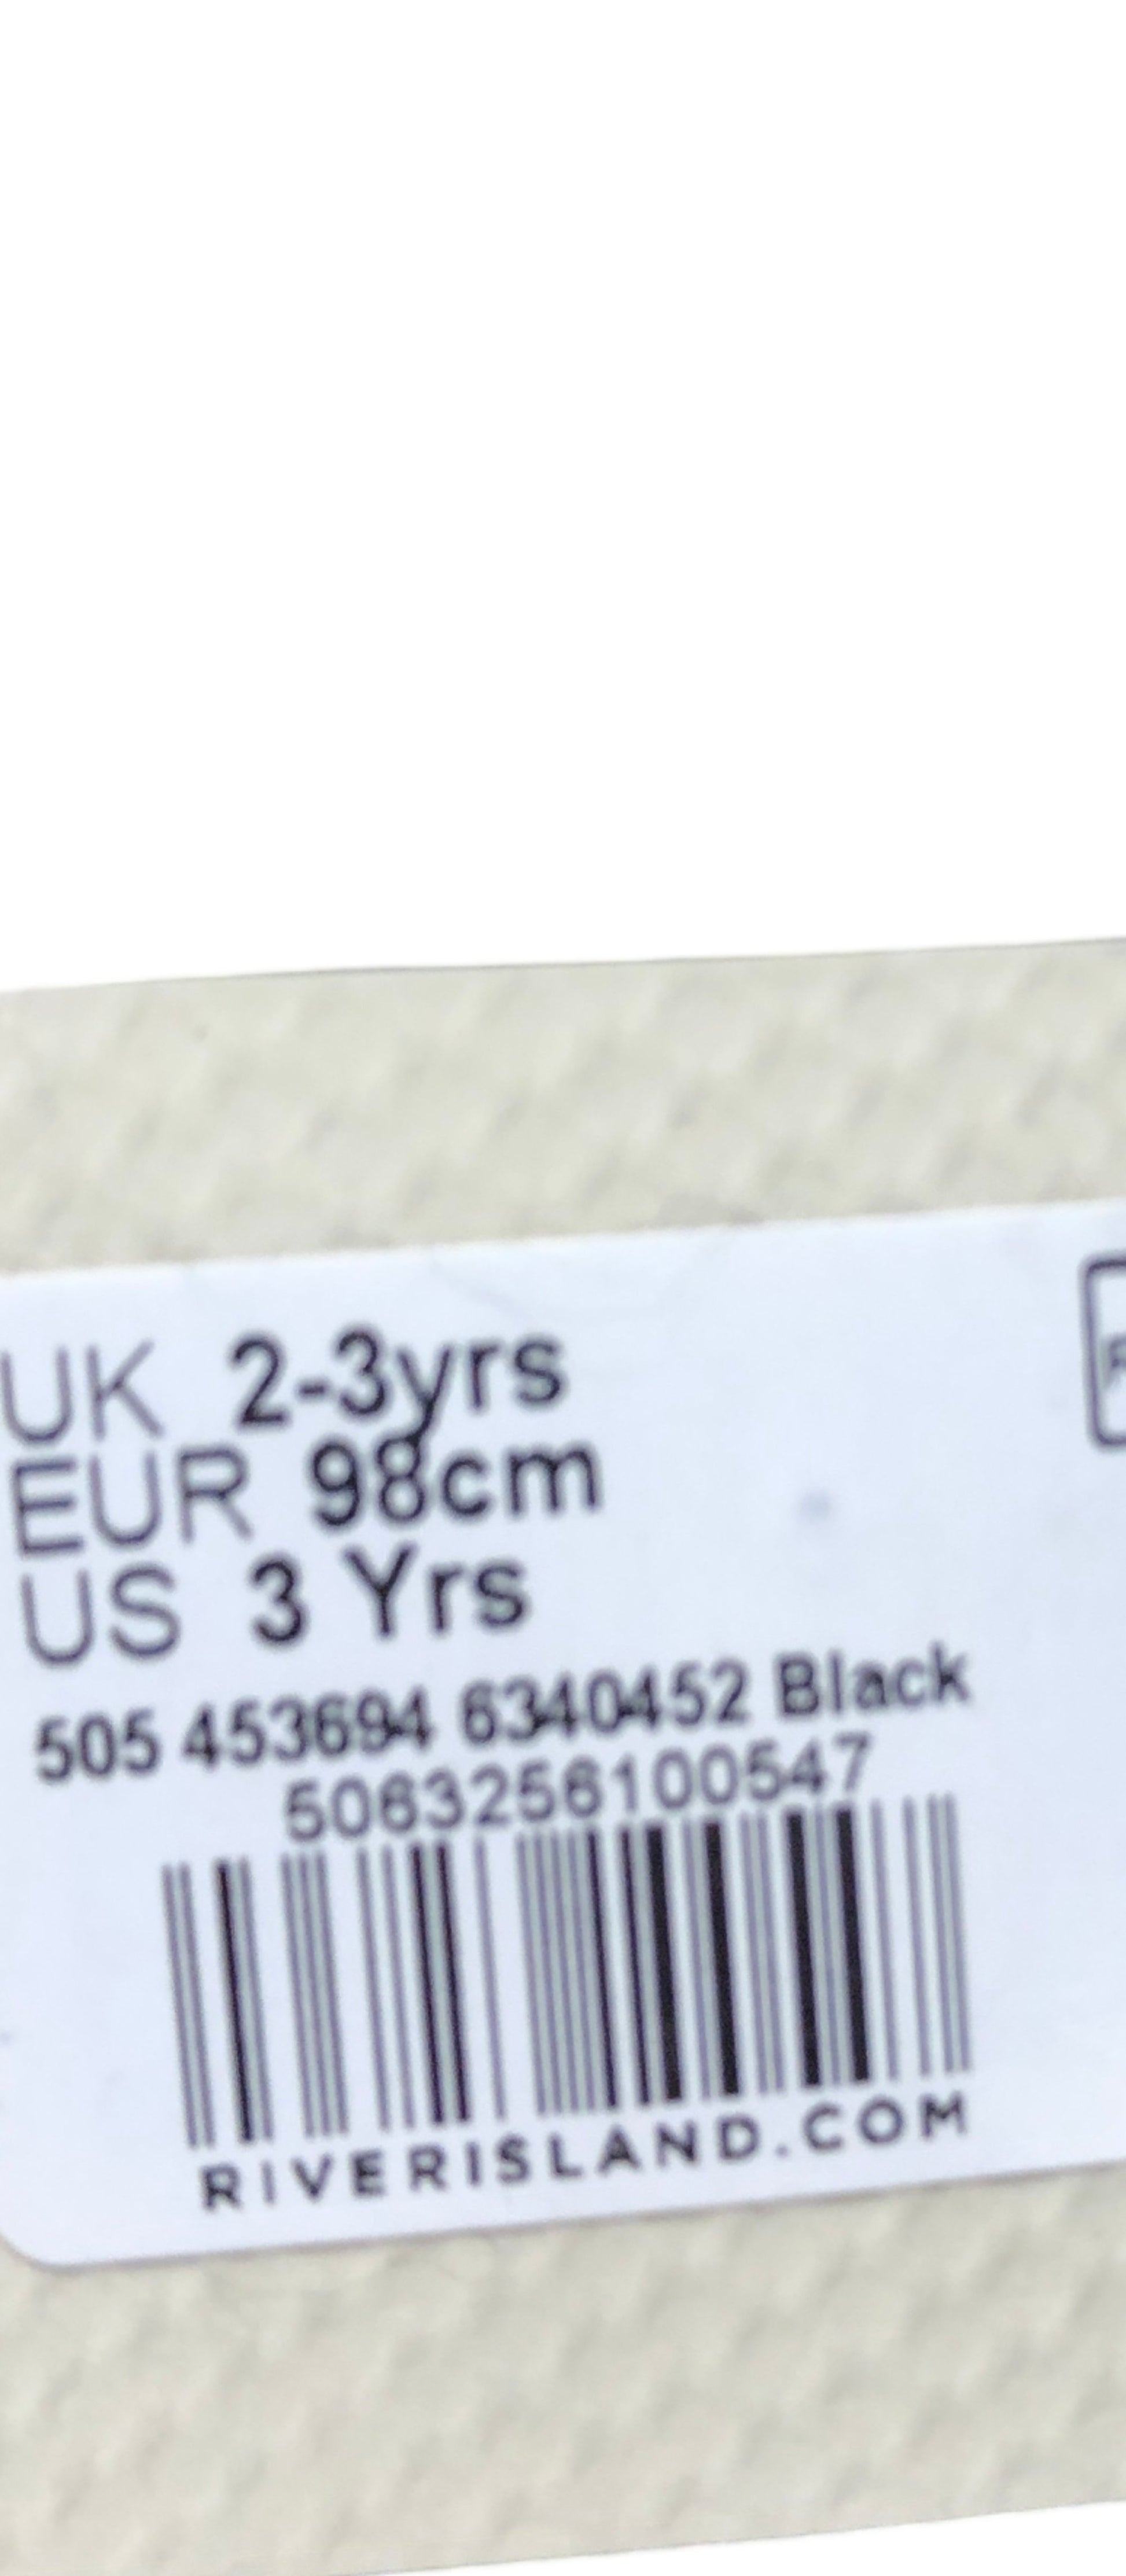 UK 2-3yrs
EUR 98cm
US 3 Yrs
505 453694 6340452 Black
5063256100547
RIVERISLAND.COM